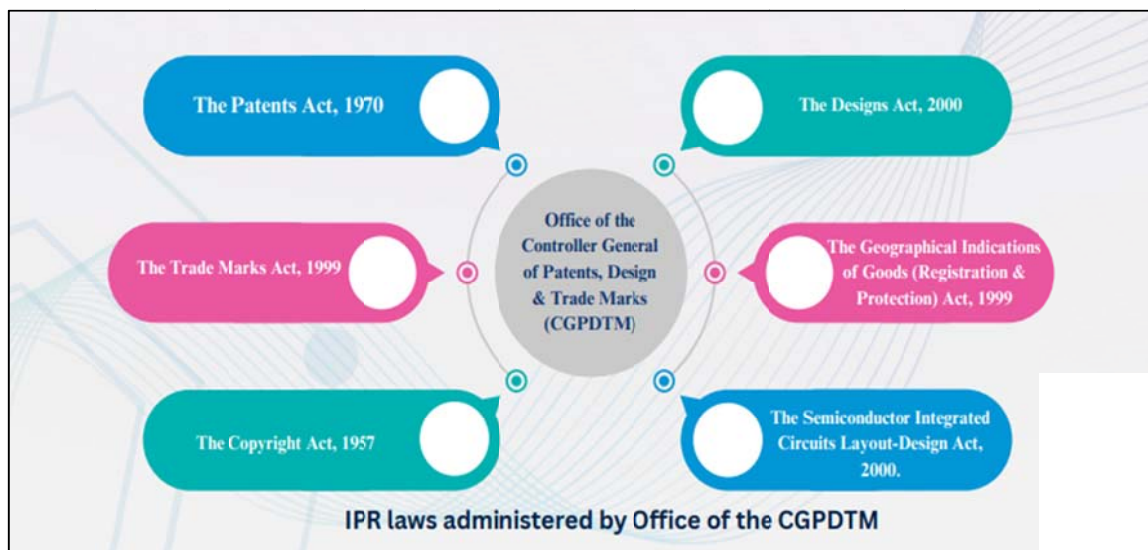 The Patents Act, 1970
The Designs Act, 2000
Office of the
Controller General
of Patents, Design
& Trade Marks
(CGPDTM)
The Trade Marks Act, 1999
The Geographical Indications
of Goods (Registration &
Protection) Act, 1999
The Copyright Act, 1957
The Semiconductor Integrated
Circuits Layout-Design Act,
2000.
IPR laws administered by Office of the CGPDTM